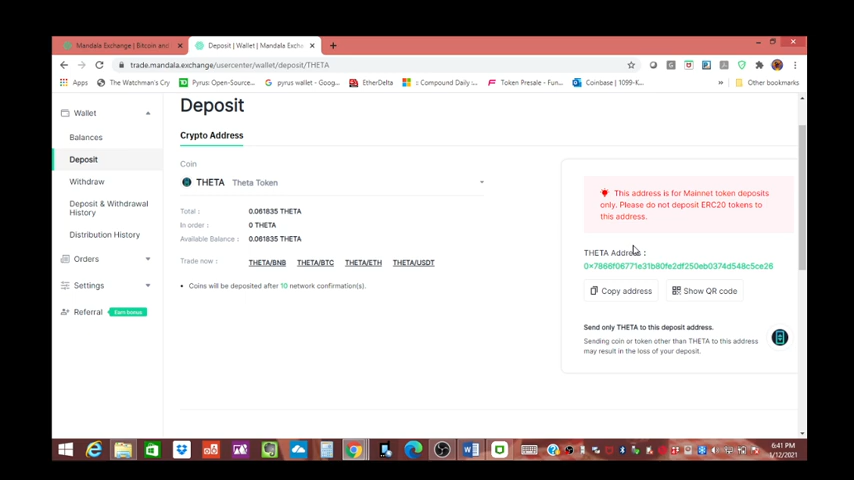 Mandala Exchange | Bitcoin and
Deposit | Wallet | Mandala Exch
trade.mandala.exchange/usercenter/wallet/deposit/THETA
Apps
The Watchman's Cry
Pyrus: Open-Source...
pyrus wallet - Goog...
EtherDelta
: Compound Daily :...
Token Presale - Fun...
Coinbase | 1099-K...
»
Other bookmarks
Wallet
Balances
Deposit
Withdraw
Deposit & Withdrawal
History
Distribution History
Orders
Settings
Referral
Earn bonus
Deposit
Crypto Address
Coin
THETA Theta Token
Total : 0.061835 THETA
In order : 0 THETA
Available Balance : 0.061835 THETA
Trade now : THETA/BNB THETA/BTC THETA/ETH THETA/USDT
• Coins will be deposited after 10 network confirmation(s).
This address is for Mainnet token deposits
only. Please do not deposit ERC20 tokens to
this address.
THETA Address :
0x7886f06771e31b80fe2df250eb0374d548c5ce26
Copy address
Show QR code
Send only THETA to this deposit address.
Sending coin or token other than THETA to this address
may result in the loss of your deposit.
6:41 PM
1/12/2021